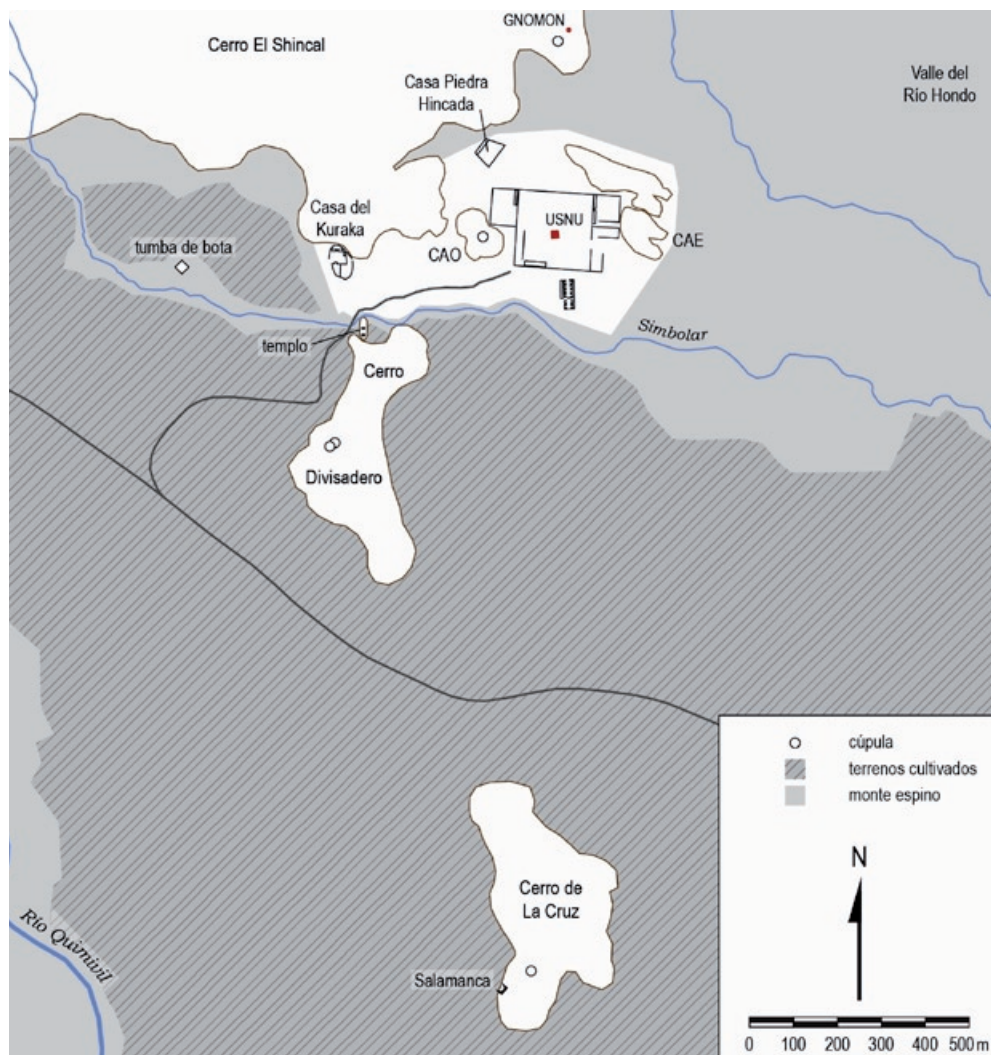 GNOMON
Cerro El Shincal
Casa Piedra
Hincada
Valle del
Río Hondo
Casa del
Kuraka
USNU
CAO
CAE
tumba de bota
templo
Simbolar
Cerro
Divisadero
cúpula
terrenos cultivados
monte espino
N
Cerro de
La Cruz
Río Quimivil
Salamanca
0 100 200 300 400 500 m